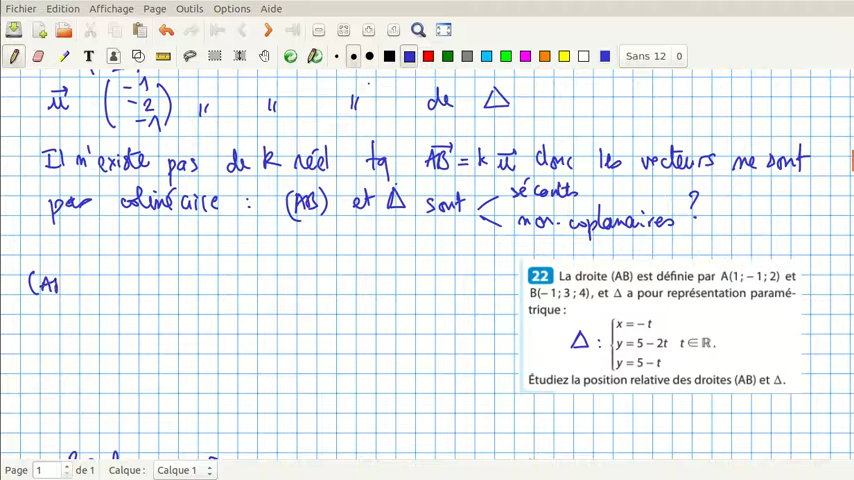 Fichier Edition Affichage Page Outils Options Aide
Sans 12
u⃗ ( -1 -2 -1 ) " " " de Δ
Il n'existe pas de k réel tq AB⃗ = k u⃗ donc les vecteurs ne sont
pas colinéaire : (AB) et Δ sont < sécants
non-coplanaires ?
(AB
22 La droite (AB) est définie par A(1; −1; 2) et
B(− 1; 3; 4), et Δ a pour représentation paramé-
trique :
x = − t
Δ : y = 5 − 2t t ∈ ℝ.
y = 5 − t
Étudiez la position relative des droites (AB) et Δ.
Page 1 de 1 Calque : Calque 1